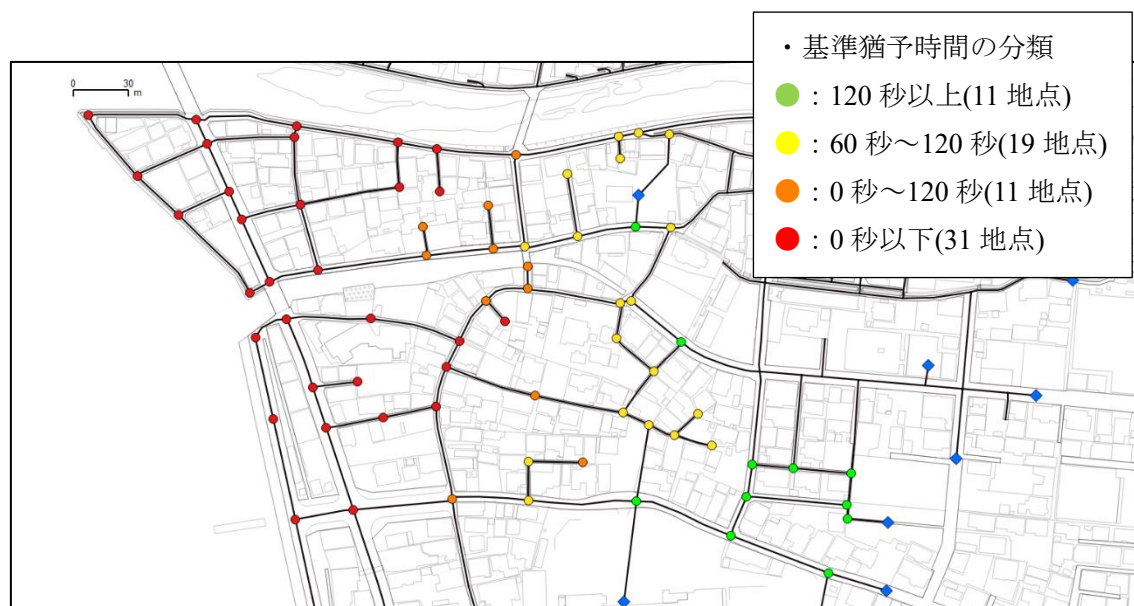 ・基準猶予時間の分類
：120 秒以上(11 地点)
：60 秒～120 秒(19 地点)
：0 秒～120 秒(11 地点)
：0 秒以下(31 地点)
0 30
m